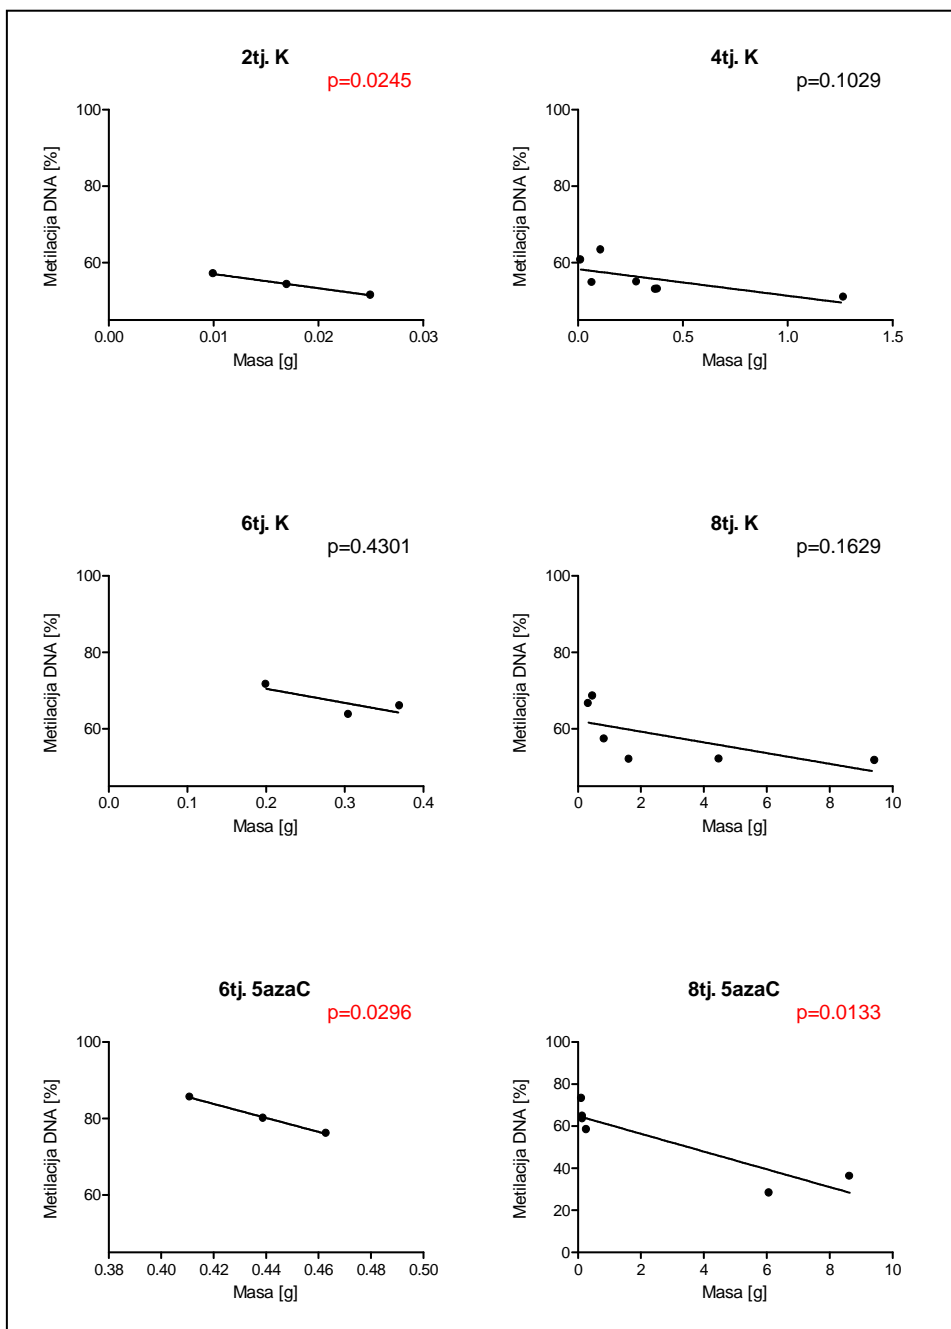 2tj. K
p=0.0245
Metilacija DNA [%]
100
80
60
0.00 0.01 0.02 0.03
Masa [g]
4tj. K
p=0.1029
Metilacija DNA [%]
100
80
60
0.0 0.5 1.0 1.5
Masa [g]
6tj. K
p=0.4301
Metilacija DNA [%]
100
80
60
0.0 0.1 0.2 0.3 0.4
Masa [g]
8tj. K
p=0.1629
Metilacija DNA [%]
100
80
60
0 2 4 6 8 10
Masa [g]
6tj. 5azaC
p=0.0296
Metilacija DNA [%]
100
80
60
0.38 0.40 0.42 0.44 0.46 0.48 0.50
Masa [g]
8tj. 5azaC
p=0.0133
Metilacija DNA [%]
100
80
60
40
20
0
0 2 4 6 8 10
Masa [g]